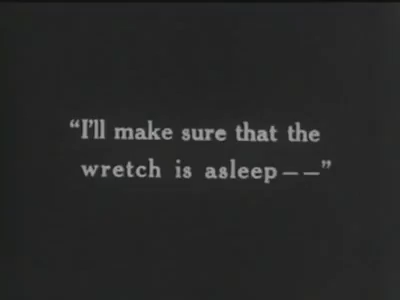 “I'll make sure that the
wretch is asleep——”